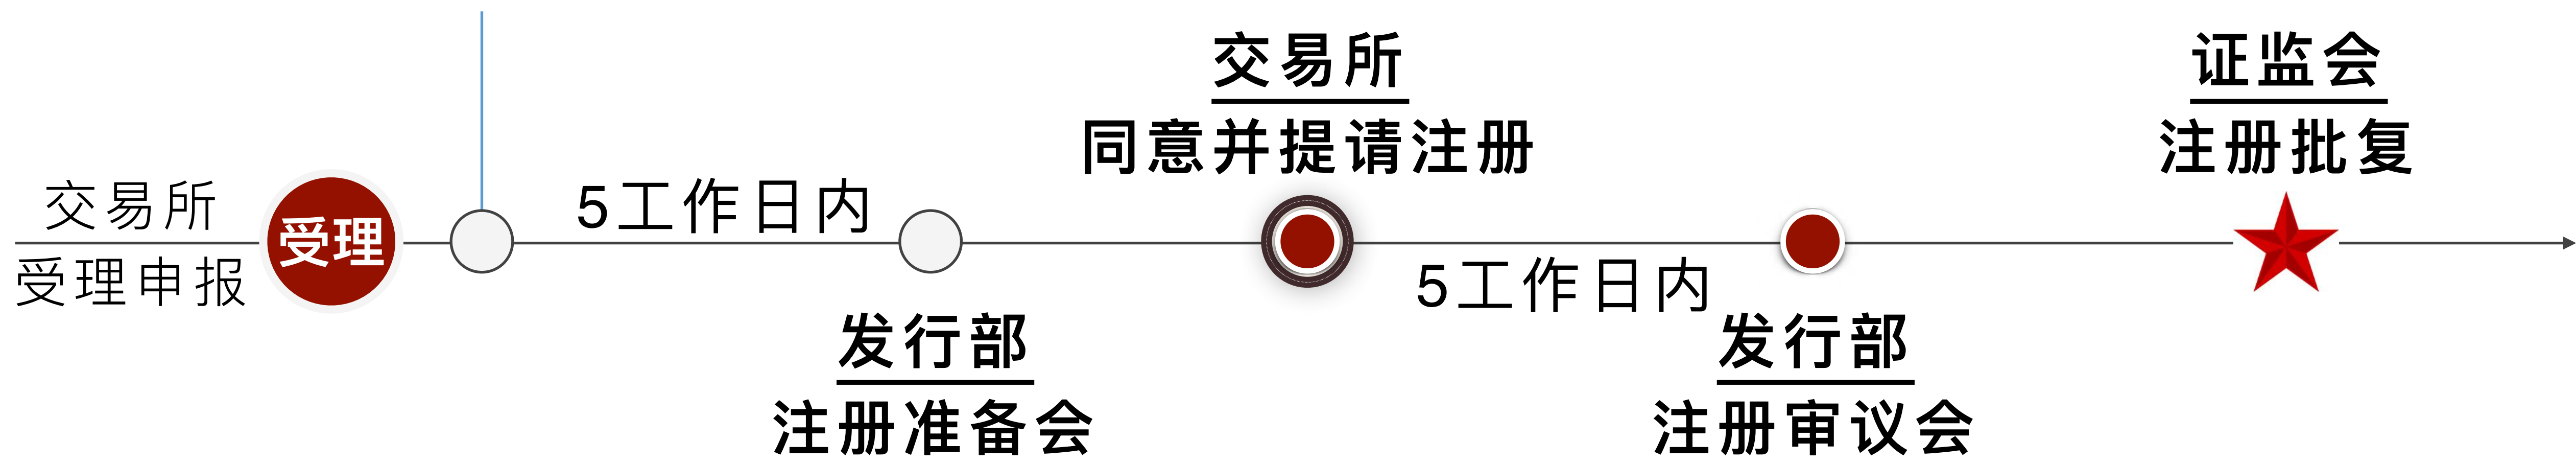 交易所
受理申报
受理
5工作日内
发行部
注册准备会
交易所
同意并提请注册
5工作日内
发行部
注册审议会
证监会
注册批复